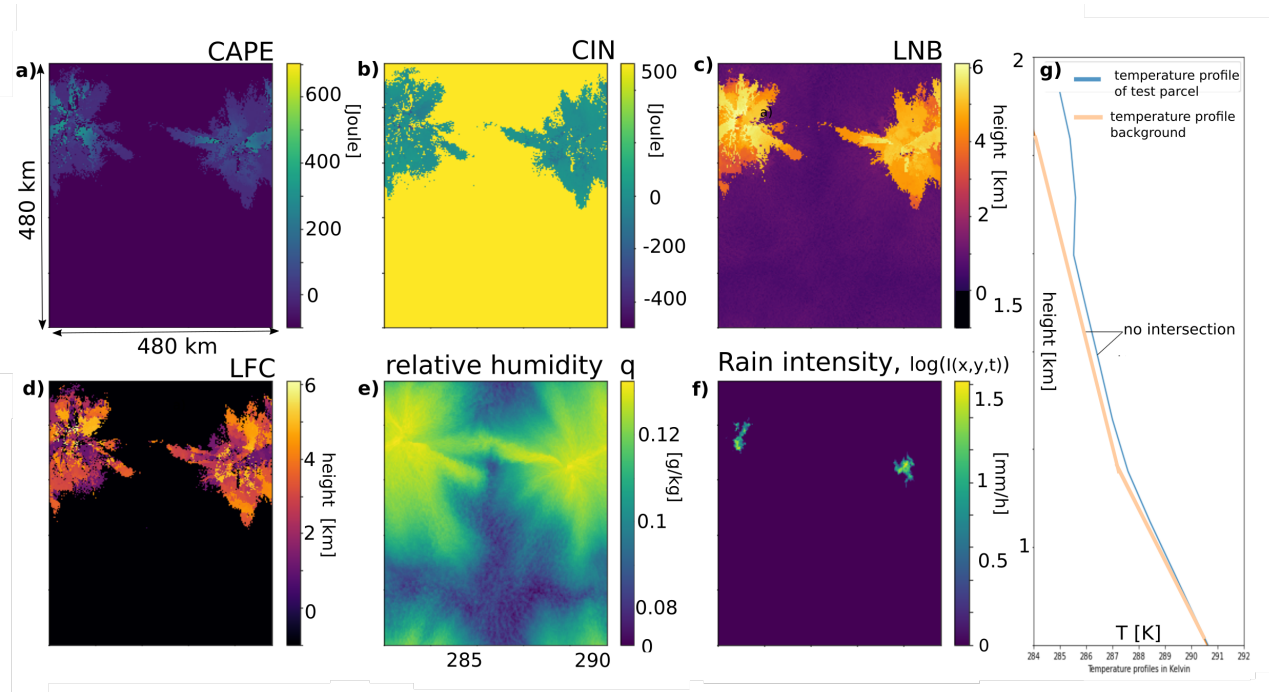 a)
CAPE
600
400
200
0
[Joule]
480 km
480 km
b)
CIN
500
200
0
-200
-400
[Joule]
c)
LNB
a)
6
4
2
0
height [km]
d)
LFC
6
4
2
0
height [km]
e)
relative humidity q
0.12
0.1
0.08
0
[g/kg]
285
290
f)
Rain intensity, log(I(x,y,t))
1.5
1
0.5
0
[mm/h]
g)
temperature profile
of test parcel
temperature profile
background
2
1.5
1
height [km]
no intersection
T [K]
284 285 286 287 288 289 290 291 292
Temperature profiles in Kelvin